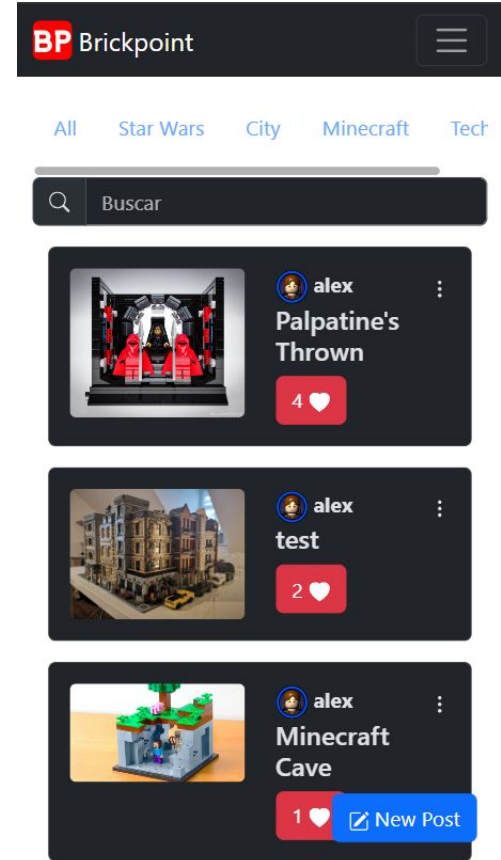 BP Brickpoint
All Star Wars City Minecraft Tech
Buscar
alex
Palpatine's
Thrown
4
alex
test
2
alex
Minecraft
Cave
1
New Post